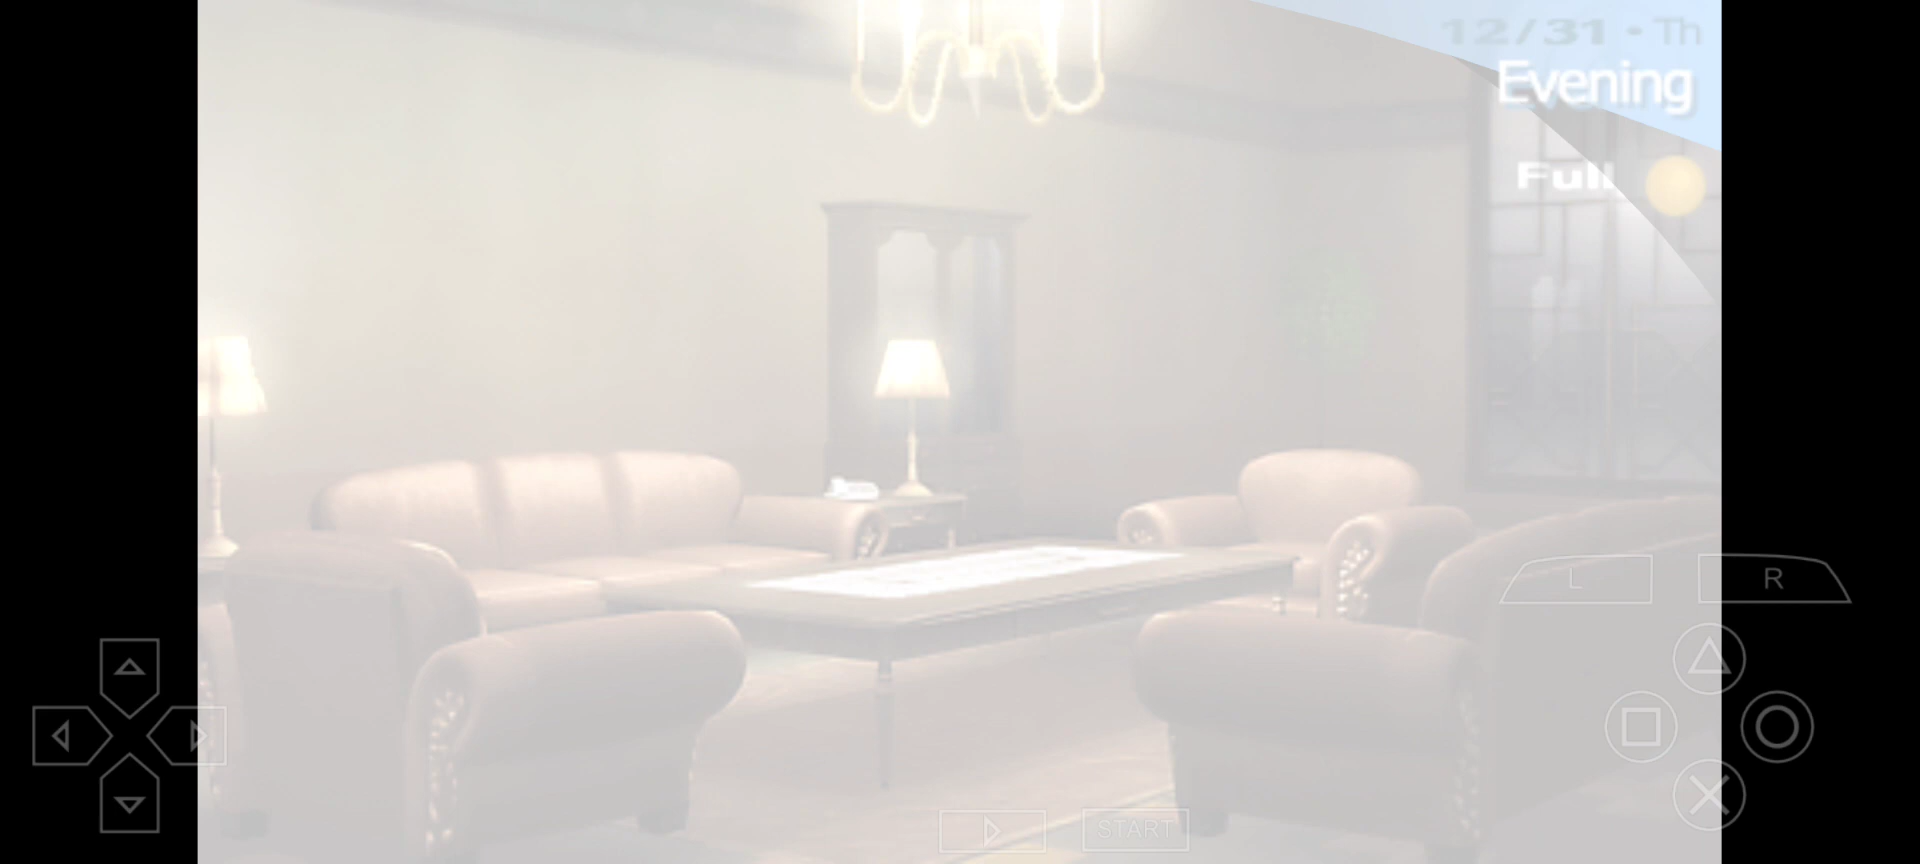 12/31 • Th
Evening
Full
L
R
START